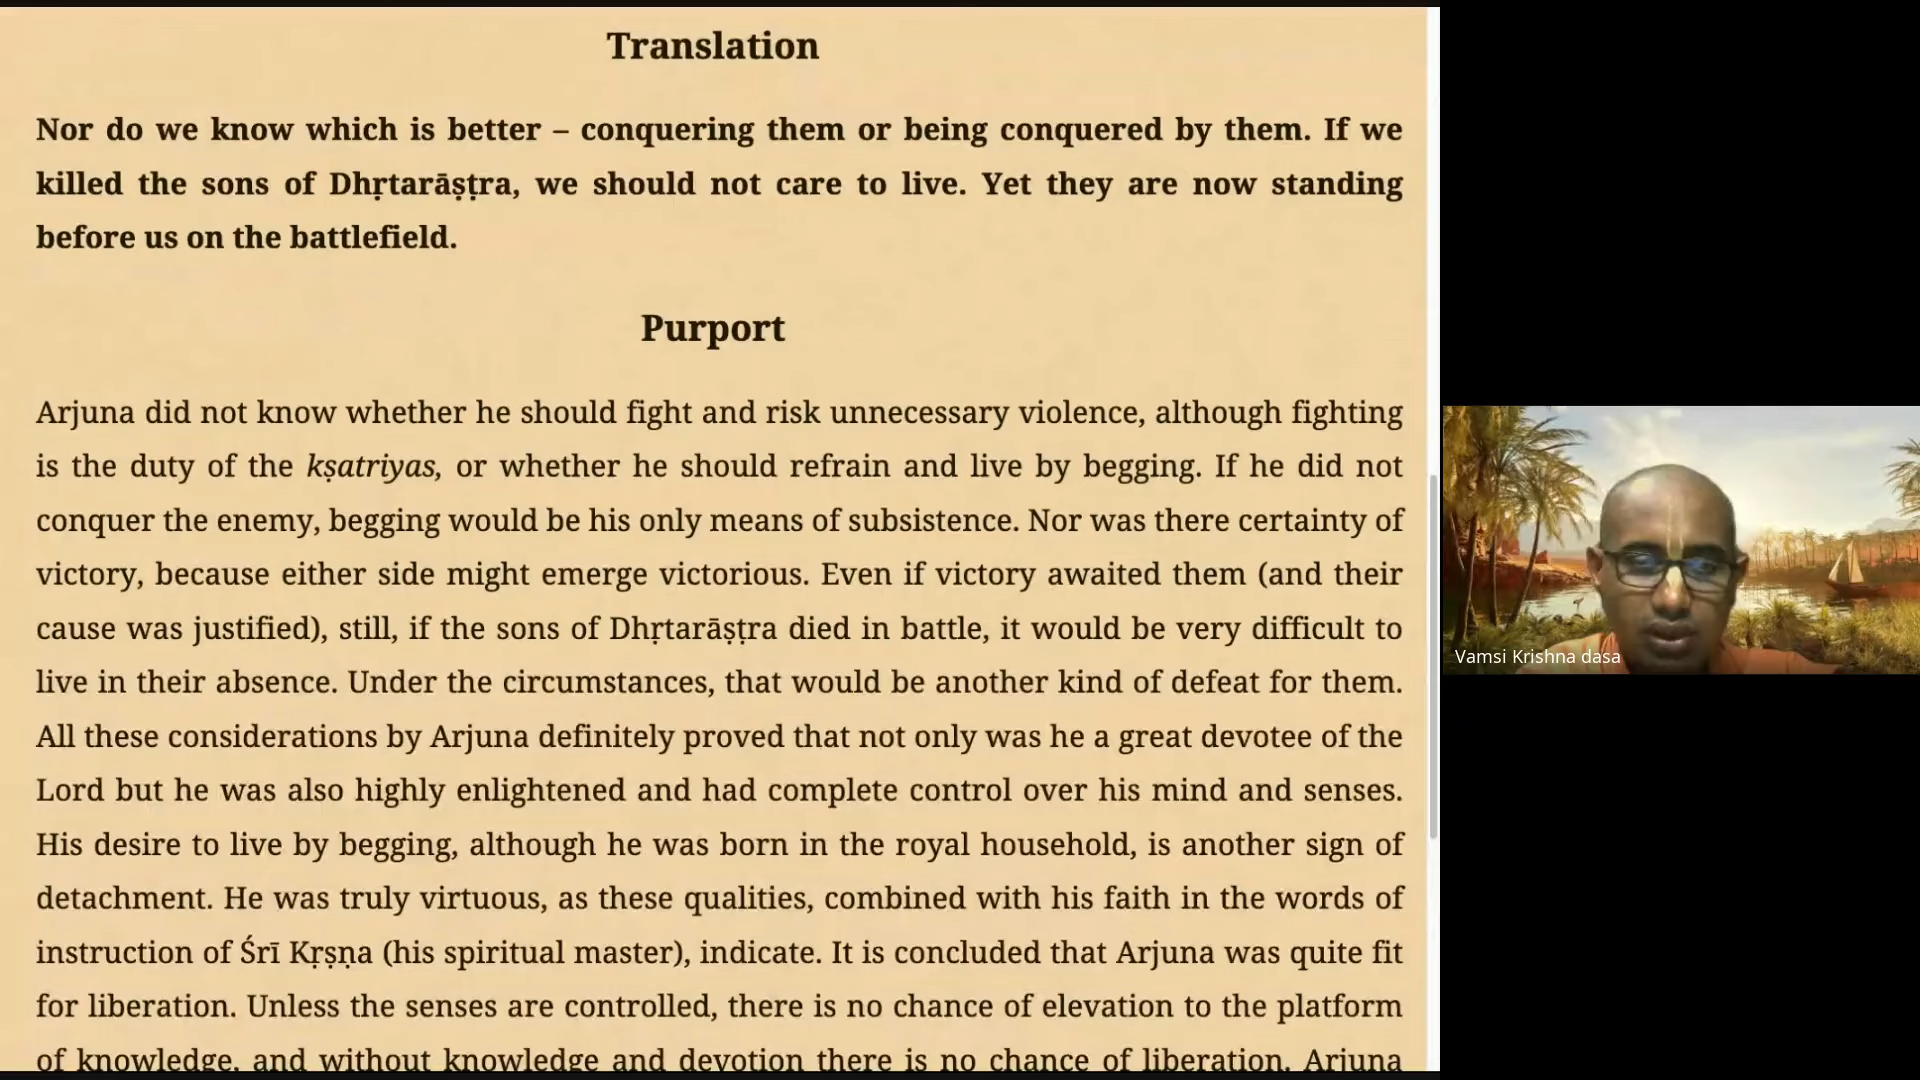 Translation
Nor do we know which is better – conquering them or being conquered by them. If we
killed the sons of Dhṛtarāṣṭra, we should not care to live. Yet they are now standing
before us on the battlefield.
Purport
Arjuna did not know whether he should fight and risk unnecessary violence, although fighting
is the duty of the kṣatriyas, or whether he should refrain and live by begging. If he did not
conquer the enemy, begging would be his only means of subsistence. Nor was there certainty of
victory, because either side might emerge victorious. Even if victory awaited them (and their
cause was justified), still, if the sons of Dhṛtarāṣṭra died in battle, it would be very difficult to
live in their absence. Under the circumstances, that would be another kind of defeat for them.
All these considerations by Arjuna definitely proved that not only was he a great devotee of the
Lord but he was also highly enlightened and had complete control over his mind and senses.
His desire to live by begging, although he was born in the royal household, is another sign of
detachment. He was truly virtuous, as these qualities, combined with his faith in the words of
instruction of Śrī Kṛṣṇa (his spiritual master), indicate. It is concluded that Arjuna was quite fit
for liberation. Unless the senses are controlled, there is no chance of elevation to the platform
of knowledge, and without knowledge and devotion there is no chance of liberation. Arjuna
Vamsi Krishna dasa